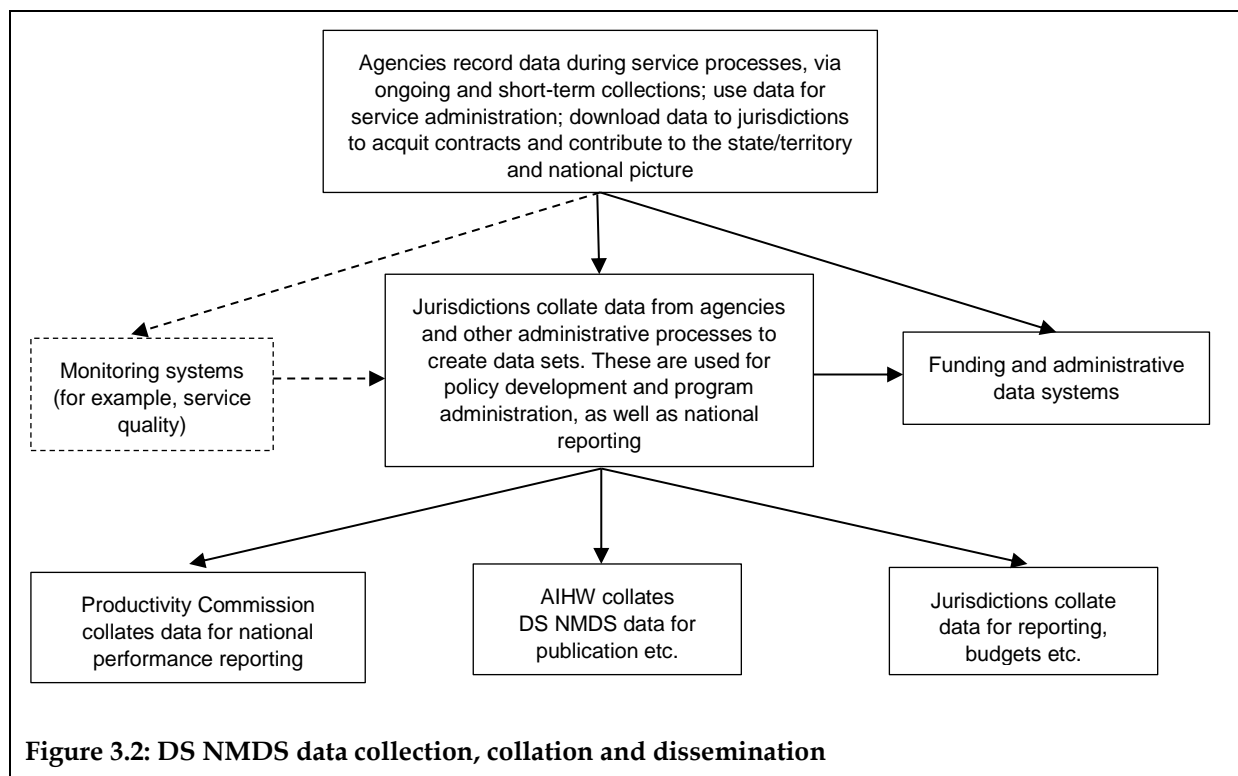 Agencies record data during service processes, via
ongoing and short-term collections; use data for
service administration; download data to jurisdictions
to acquit contracts and contribute to the state/territory
and national picture
Monitoring systems
(for example, service
quality)
Jurisdictions collate data from agencies
and other administrative processes to
create data sets. These are used for
policy development and program
administration, as well as national
reporting
Funding and administrative
data systems
Productivity Commission
collates data for national
performance reporting
AIHW collates
DS NMDS data for
publication etc.
Jurisdictions collate
data for reporting,
budgets etc.
Figure 3.2: DS NMDS data collection, collation and dissemination